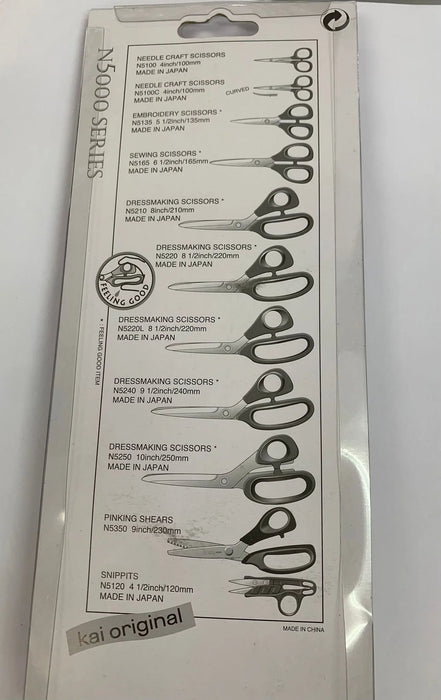 N5000 SERIES
NEEDLE CRAFT SCISSORS
N5100 4inch/100mm
MADE IN JAPAN
NEEDLE CRAFT SCISSORS
N5100C 4inch/100mm
MADE IN JAPAN
CURVED
EMBROIDERY SCISSORS *
N5135 5 1/2inch/135mm
MADE IN JAPAN
SEWING SCISSORS *
N5165 6 1/2inch/165mm
MADE IN JAPAN
DRESSMAKING SCISSORS *
N5210 8inch/210mm
MADE IN JAPAN
DRESSMAKING SCISSORS *
N5220 8 1/2inch/220mm
MADE IN JAPAN
FEELING GOOD
* : FEELING GOOD ITEM
DRESSMAKING SCISSORS *
N5220L 8 1/2inch/220mm
MADE IN JAPAN
DRESSMAKING SCISSORS *
N5240 9 1/2inch/240mm
MADE IN JAPAN
DRESSMAKING SCISSORS *
N5250 10inch/250mm
MADE IN JAPAN
PINKING SHEARS
N5350 9inch/230mm
SNIPPITS
N5120 4 1/2inch/120mm
MADE IN JAPAN
kai original
MADE IN CHINA